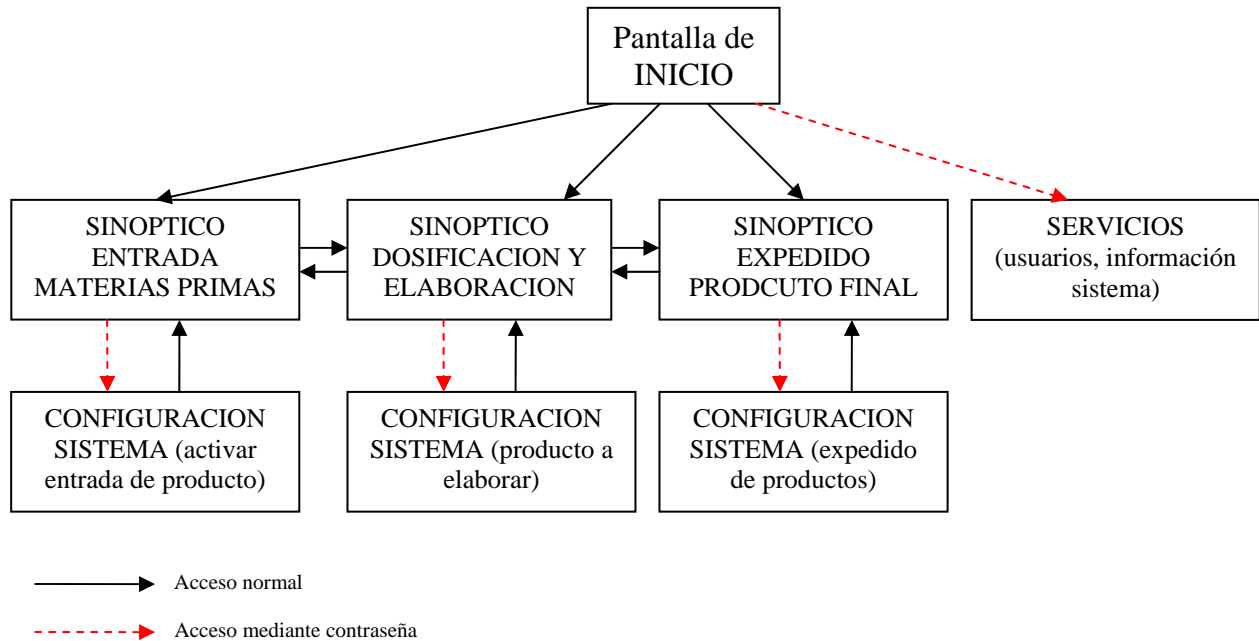 Pantalla de
INICIO
SINOPTICO
ENTRADA
MATERIAS PRIMAS
SINOPTICO
DOSIFICACION Y
ELABORACION
SINOPTICO
EXPEDIDO
PRODCUTO FINAL
SERVICIOS
(usuarios, información
sistema)
CONFIGURACION
SISTEMA (activar
entrada de producto)
CONFIGURACION
SISTEMA (producto a
elaborar)
CONFIGURACION
SISTEMA (expedido
de productos)
Acceso normal
Acceso mediante contraseña